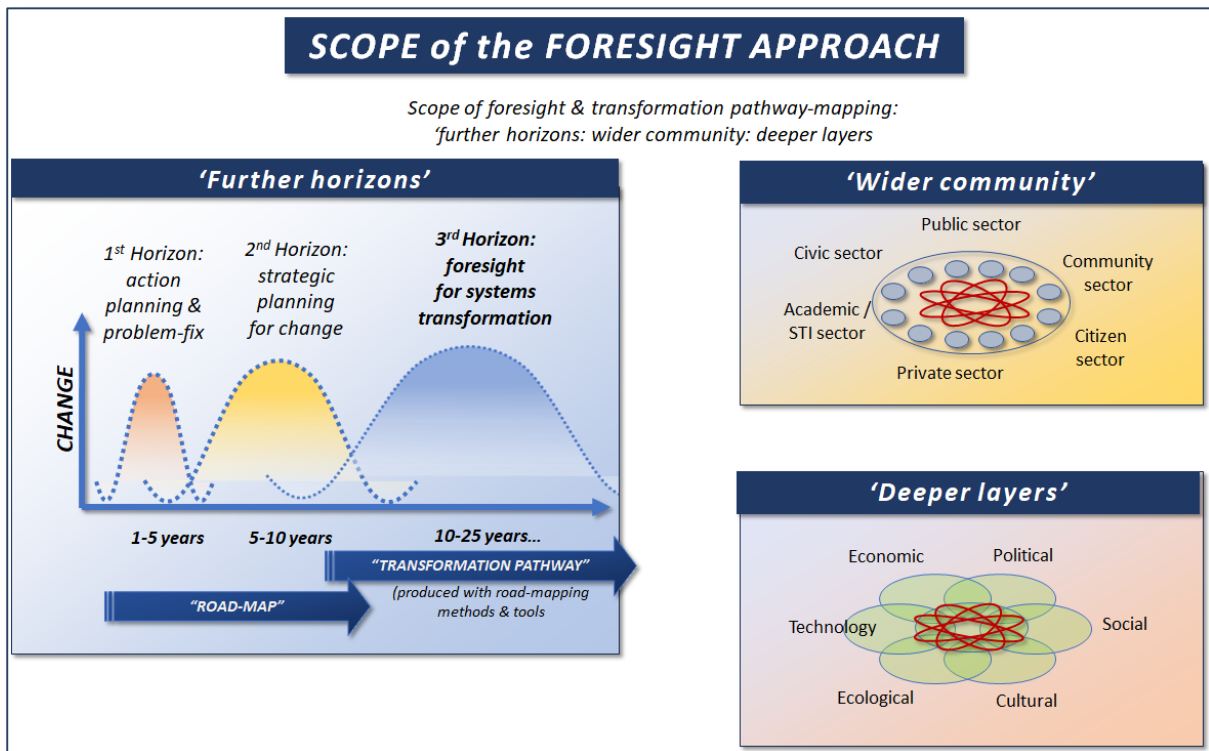 SCOPE of the FORESIGHT APPROACH
Scope of foresight & transformation pathway-mapping:
‘further horizons: wider community: deeper layers
‘Further horizons’
1st Horizon:
action
planning &
problem-fix
2nd Horizon:
strategic
planning
for change
3rd Horizon:
foresight
for systems
transformation
CHANGE
1-5 years
5-10 years
10-25 years...
“TRANSFORMATION PATHWAY”
“ROAD-MAP”
(produced with road-mapping
methods & tools
‘Wider community’
Public sector
Civic sector
Community
sector
Academic /
STI sector
Citizen
sector
Private sector
‘Deeper layers’
Economic
Political
Technology
Social
Ecological
Cultural